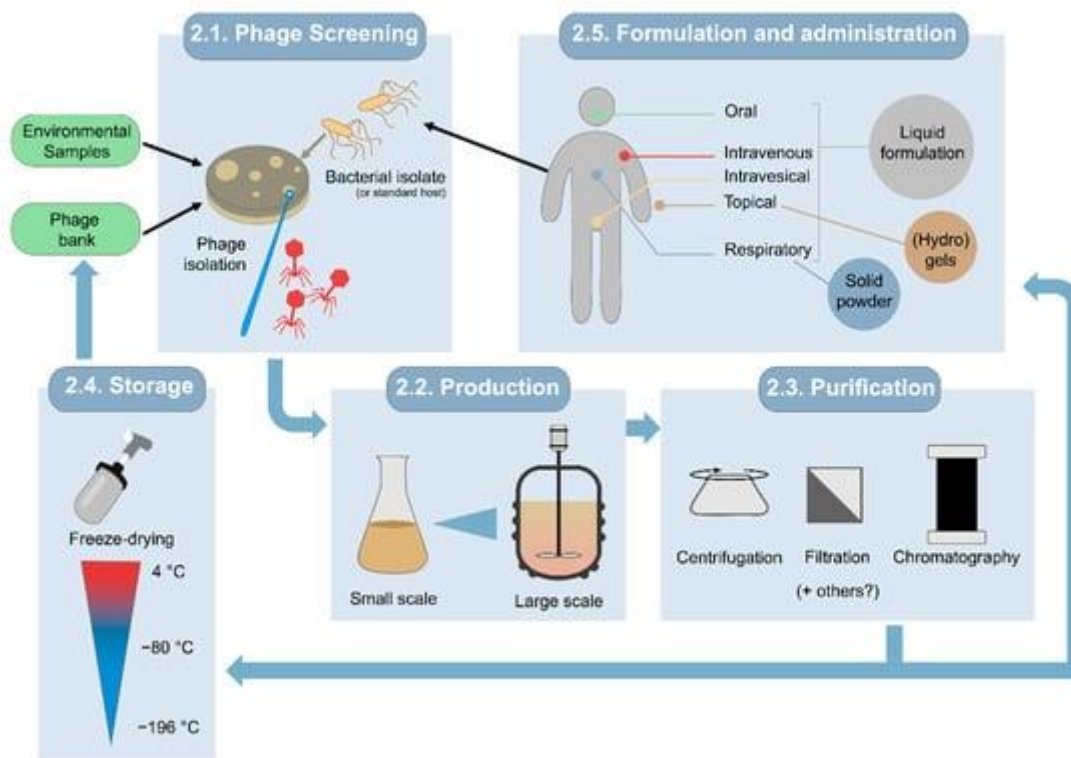 2.1. Phage Screening
Environmental
Samples
Phage
bank
Bacterial isolate
(or standard host)
Phage
isolation
2.5. Formulation and administration
Oral
Intravenous
Intravesical
Topical
Respiratory
Liquid
formulation
(Hydro)
gels
Solid
powder
2.4. Storage
Freeze-drying
4 °C
−80 °C
−196 °C
2.2. Production
Small scale
Large scale
2.3. Purification
Centrifugation
Filtration
(+ others?)
Chromatography